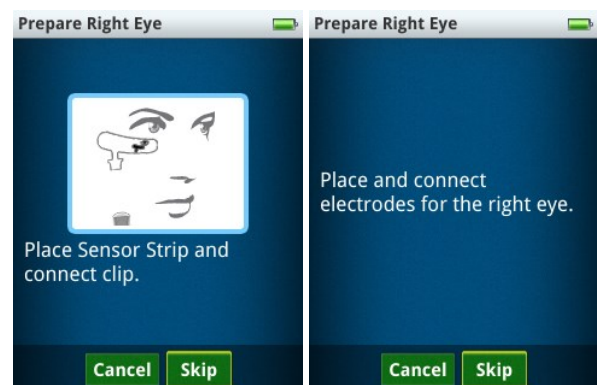 Prepare Right Eye
Place Sensor Strip and
connect clip.
Cancel Skip
Prepare Right Eye
Place and connect
electrodes for the right eye.
Cancel Skip